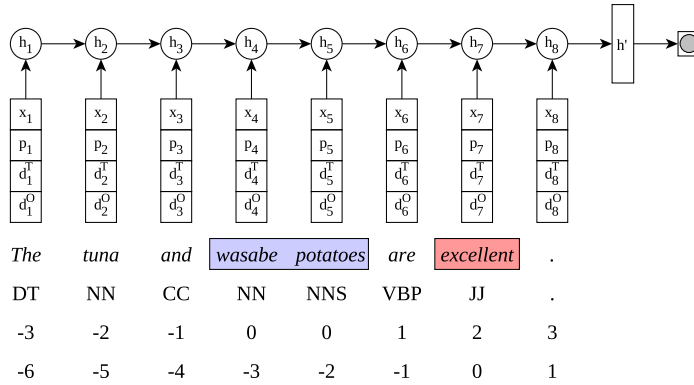 h1 h2 h3 h4 h5 h6 h7 h8 h'
x1 x2 x3 x4 x5 x6 x7 x8
p1 p2 p3 p4 p5 p6 p7 p8
d1T d2T d3T d4T d5T d6T d7T d8T
d1O d2O d3O d4O d5O d6O d7O d8O
The tuna and wasabe potatoes are excellent .
DT NN CC NN NNS VBP JJ .
-3 -2 -1 0 0 1 2 3
-6 -5 -4 -3 -2 -1 0 1